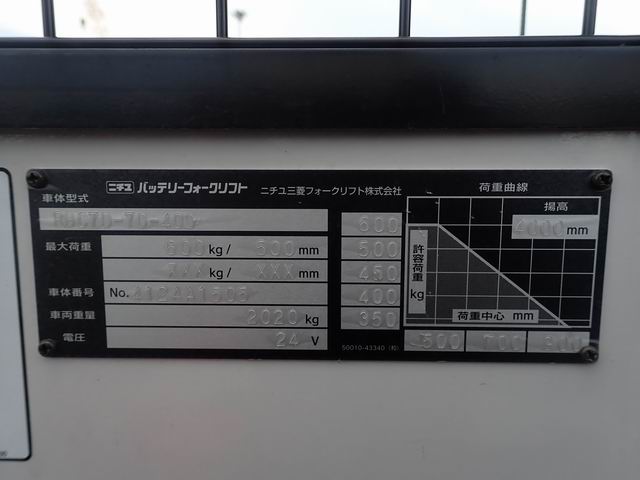 ニチユ バッテリーフォークリフト ニチユ三菱フォークリフト株式会社
車体型式
最大荷重 600 kg/ 500 mm
XXX kg/ XXX mm
車体番号 No.
車両重量 2020 kg
電圧 24 V
600
500
450
400
350
荷重曲線
揚高
4000 mm
許容荷重 kg
荷重中心 mm
500 700
50010-43340